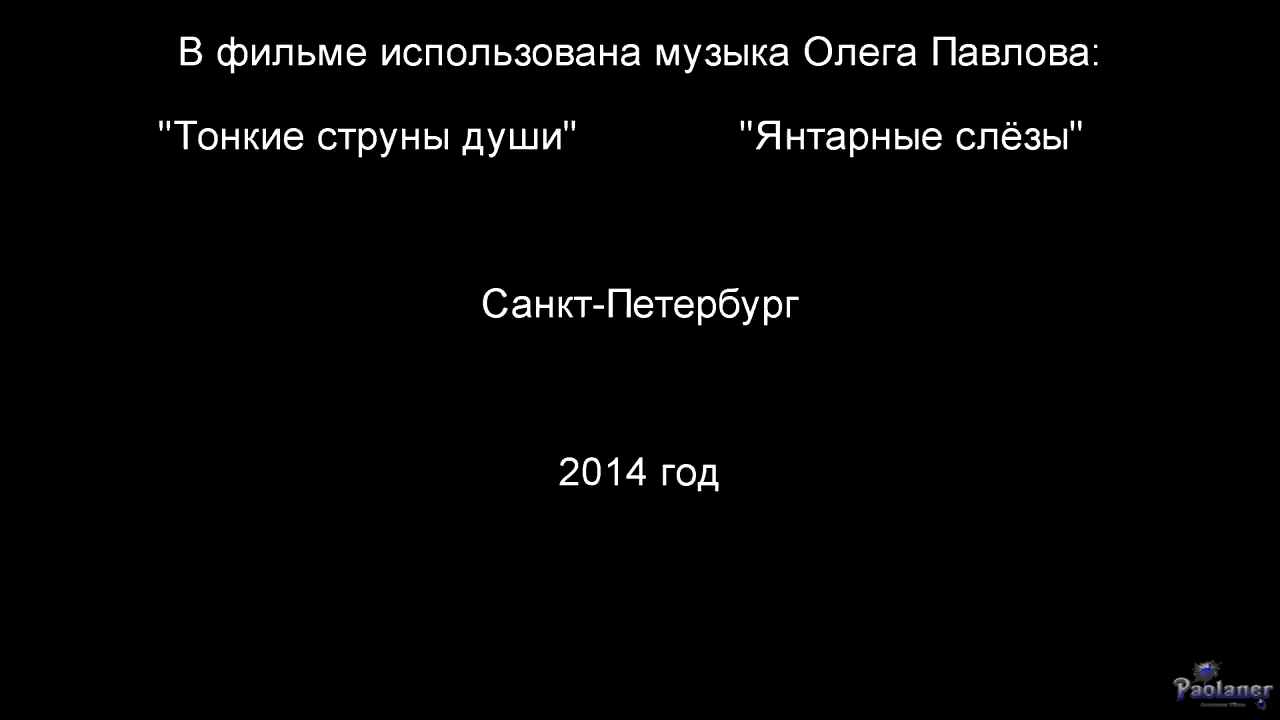 В фильме использована музыка Олега Павлова:
"Тонкие струны души" "Янтарные слёзы"
Санкт-Петербург
2014 год
Paolaner